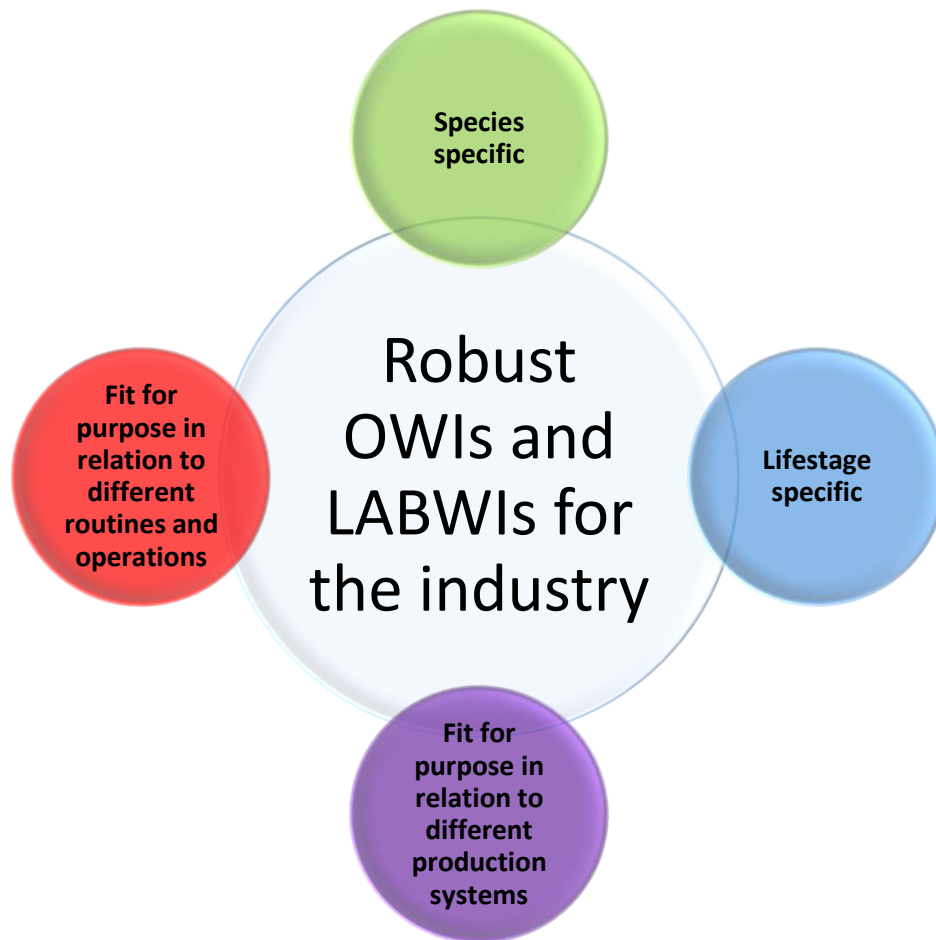 Species
specific
Robust
OWIs and
LABWIs for
the industry
Fit for
purpose in
relation to
different
routines and
operations
Lifestage
specific
Fit for
purpose in
relation to
different
production
systems